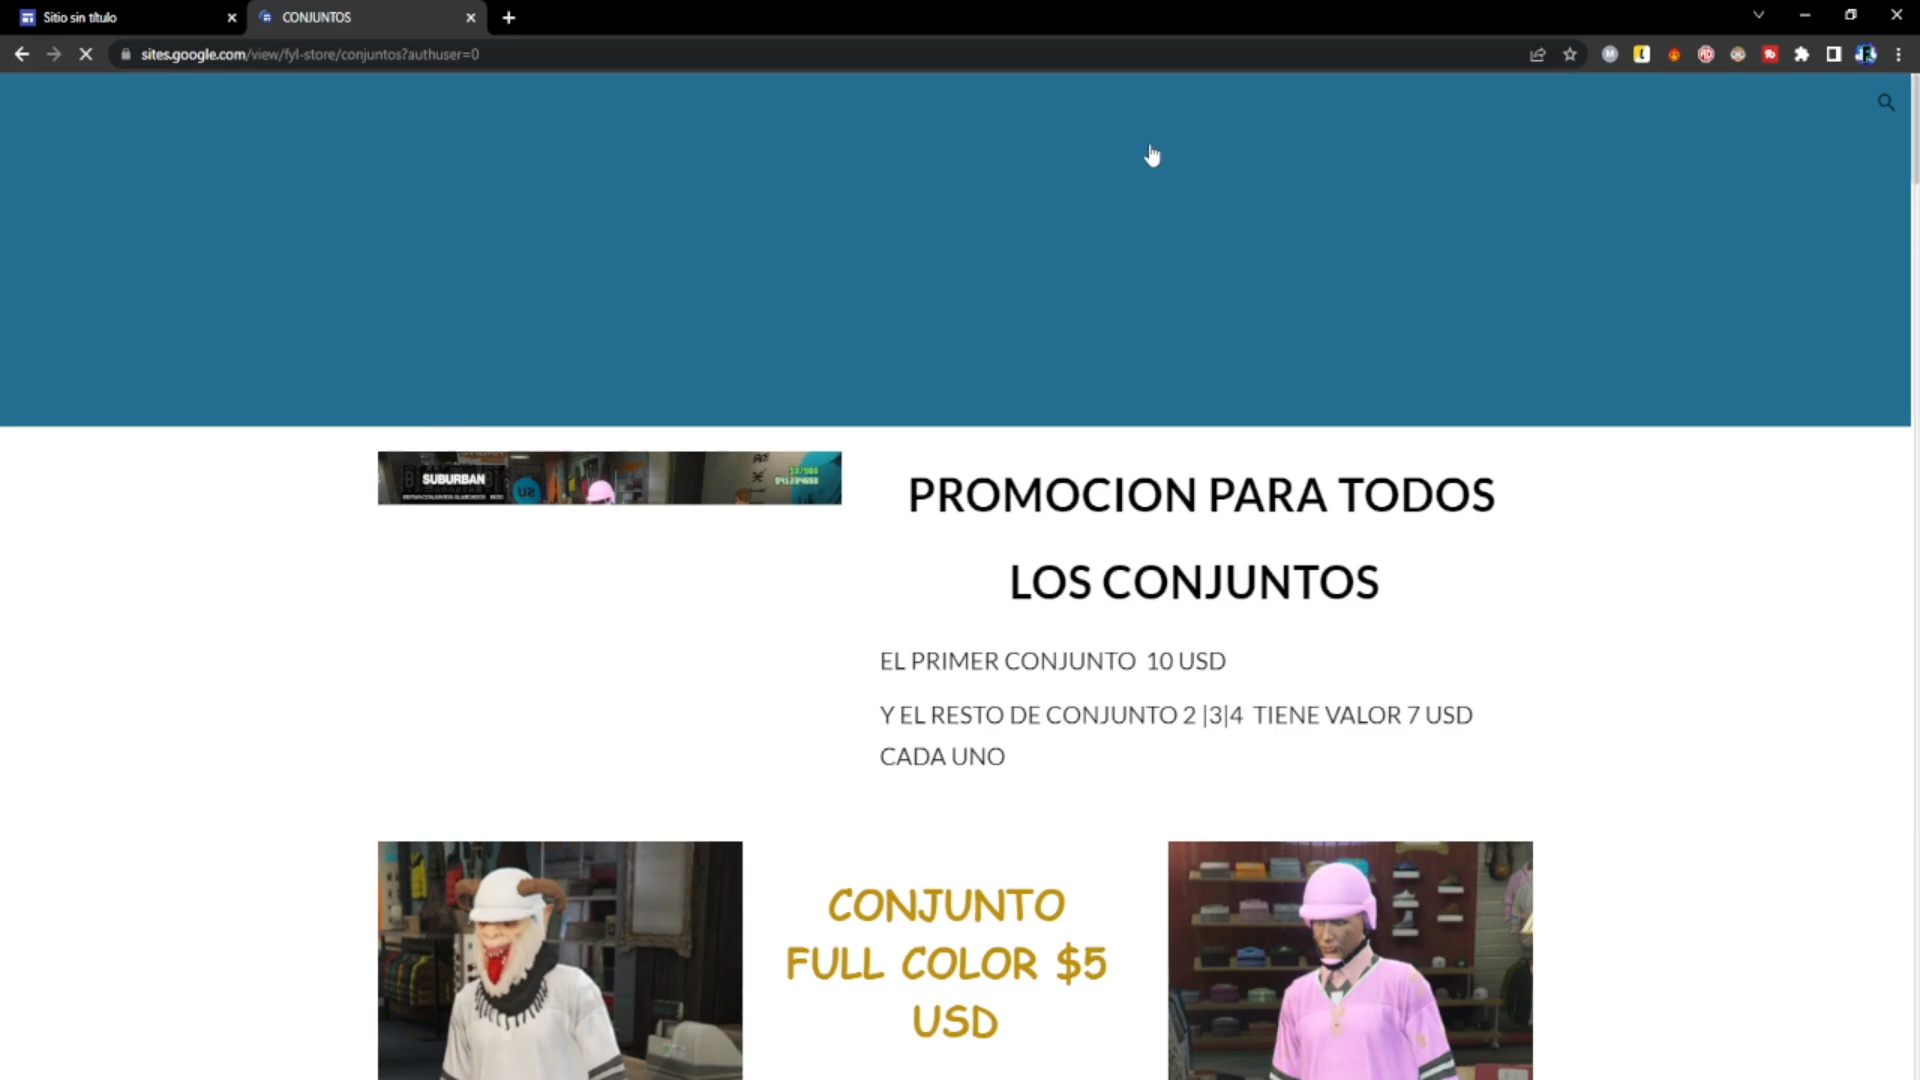 Sitio sin título
CONJUNTOS
sites.google.com/view/fyl-store/conjuntos?authuser=0
SUBURBAN
PROMOCION PARA TODOS
LOS CONJUNTOS
EL PRIMER CONJUNTO 10 USD
Y EL RESTO DE CONJUNTO 2 |3|4 TIENE VALOR 7 USD
CADA UNO
CONJUNTO
FULL COLOR $5
USD